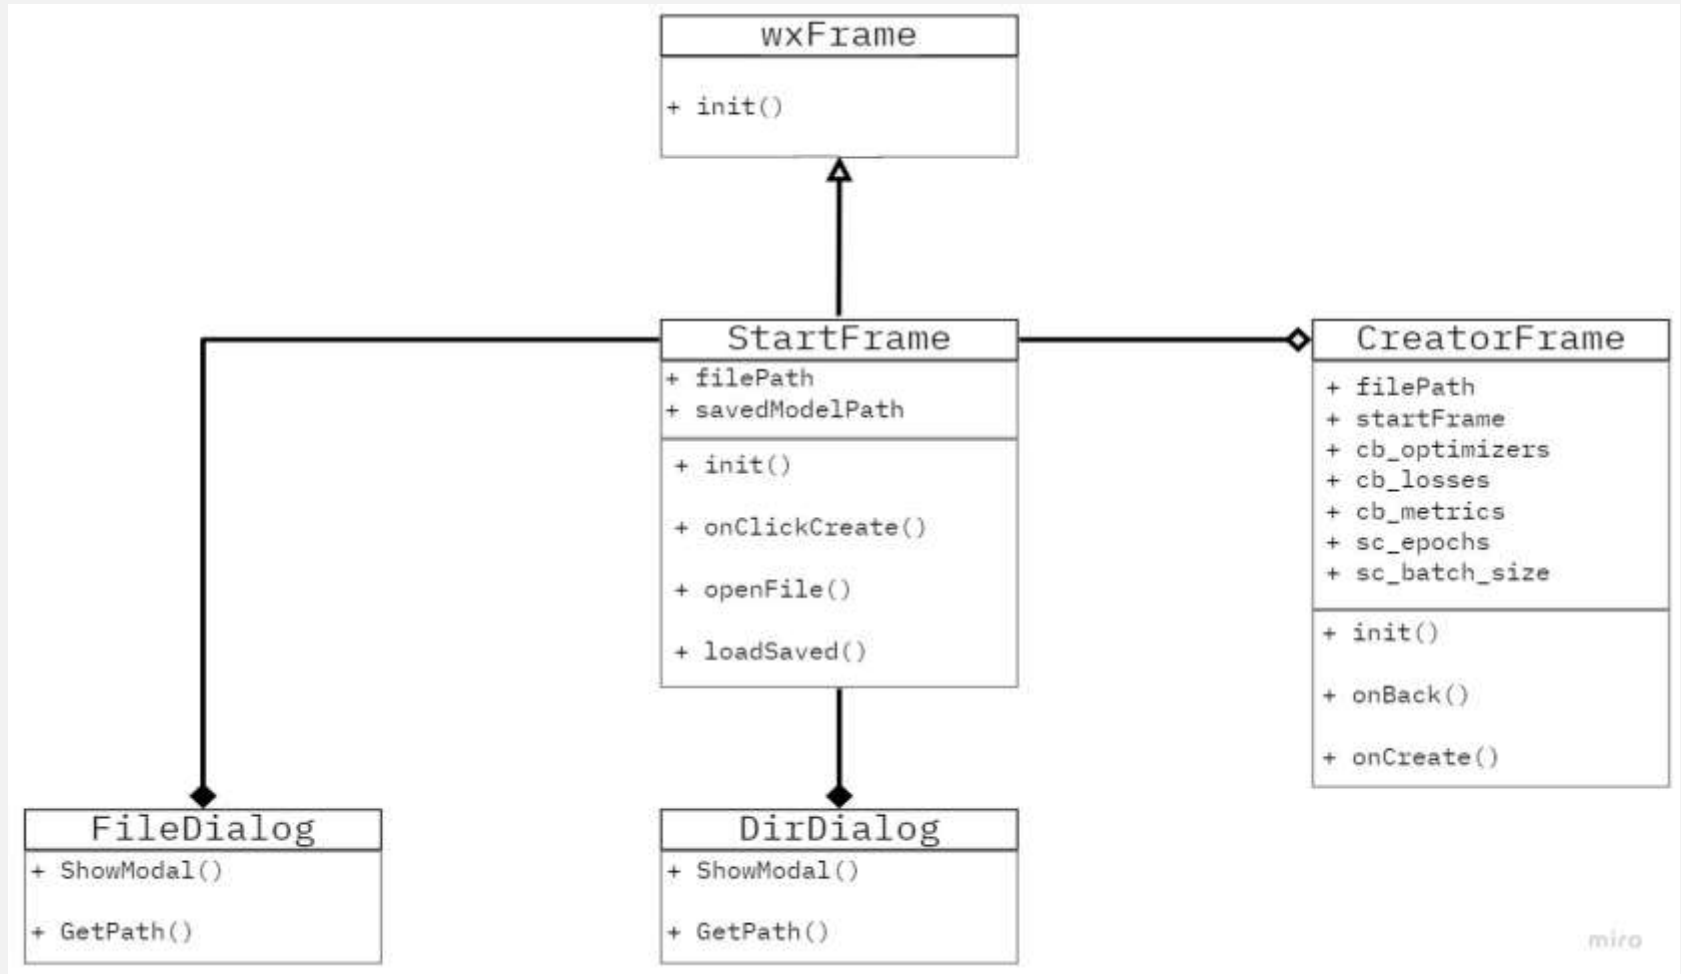 wxFrame
+ init()
StartFrame
+ filePath
+ savedModelPath
+ init()
+ onClickCreate()
+ openFile()
+ loadSaved()
CreatorFrame
+ filePath
+ startFrame
+ cb_optimizers
+ cb_losses
+ cb_metrics
+ sc_epochs
+ sc_batch_size
+ init()
+ onBack()
+ onCreate()
FileDialog
+ ShowModal()
+ GetPath()
DirDialog
+ ShowModal()
+ GetPath()
miro